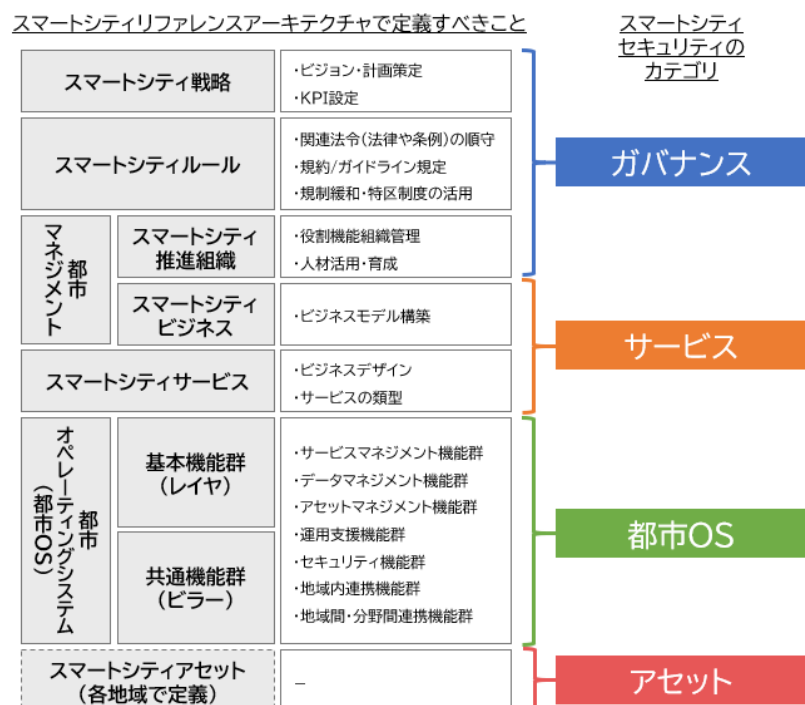 スマートシティリファレンスアーキテクチャで定義すべきこと
スマートシティ
セキュリティの
カテゴリ
スマートシティ戦略
・ビジョン・計画策定
・KPI設定
スマートシティルール
・関連法令(法律や条例)の順守
・規約/ガイドライン規定
・規制緩和・特区制度の活用
ガバナンス
都市
マネジメント
スマートシティ
推進組織
・役割機能組織管理
・人材活用・育成
スマートシティ
ビジネス
・ビジネスモデル構築
サービス
スマートシティサービス
・ビジネスデザイン
・サービスの類型
都市
オペレーティングシステム
(都市OS)
基本機能群
(レイヤ)
共通機能群
(ビラー)
・サービスマネジメント機能群
・データマネジメント機能群
・アセットマネジメント機能群
・運用支援機能群
・セキュリティ機能群
・地域内連携機能群
・地域間・分野間連携機能群
都市OS
スマートシティアセット
(各地域で定義)
–
アセット